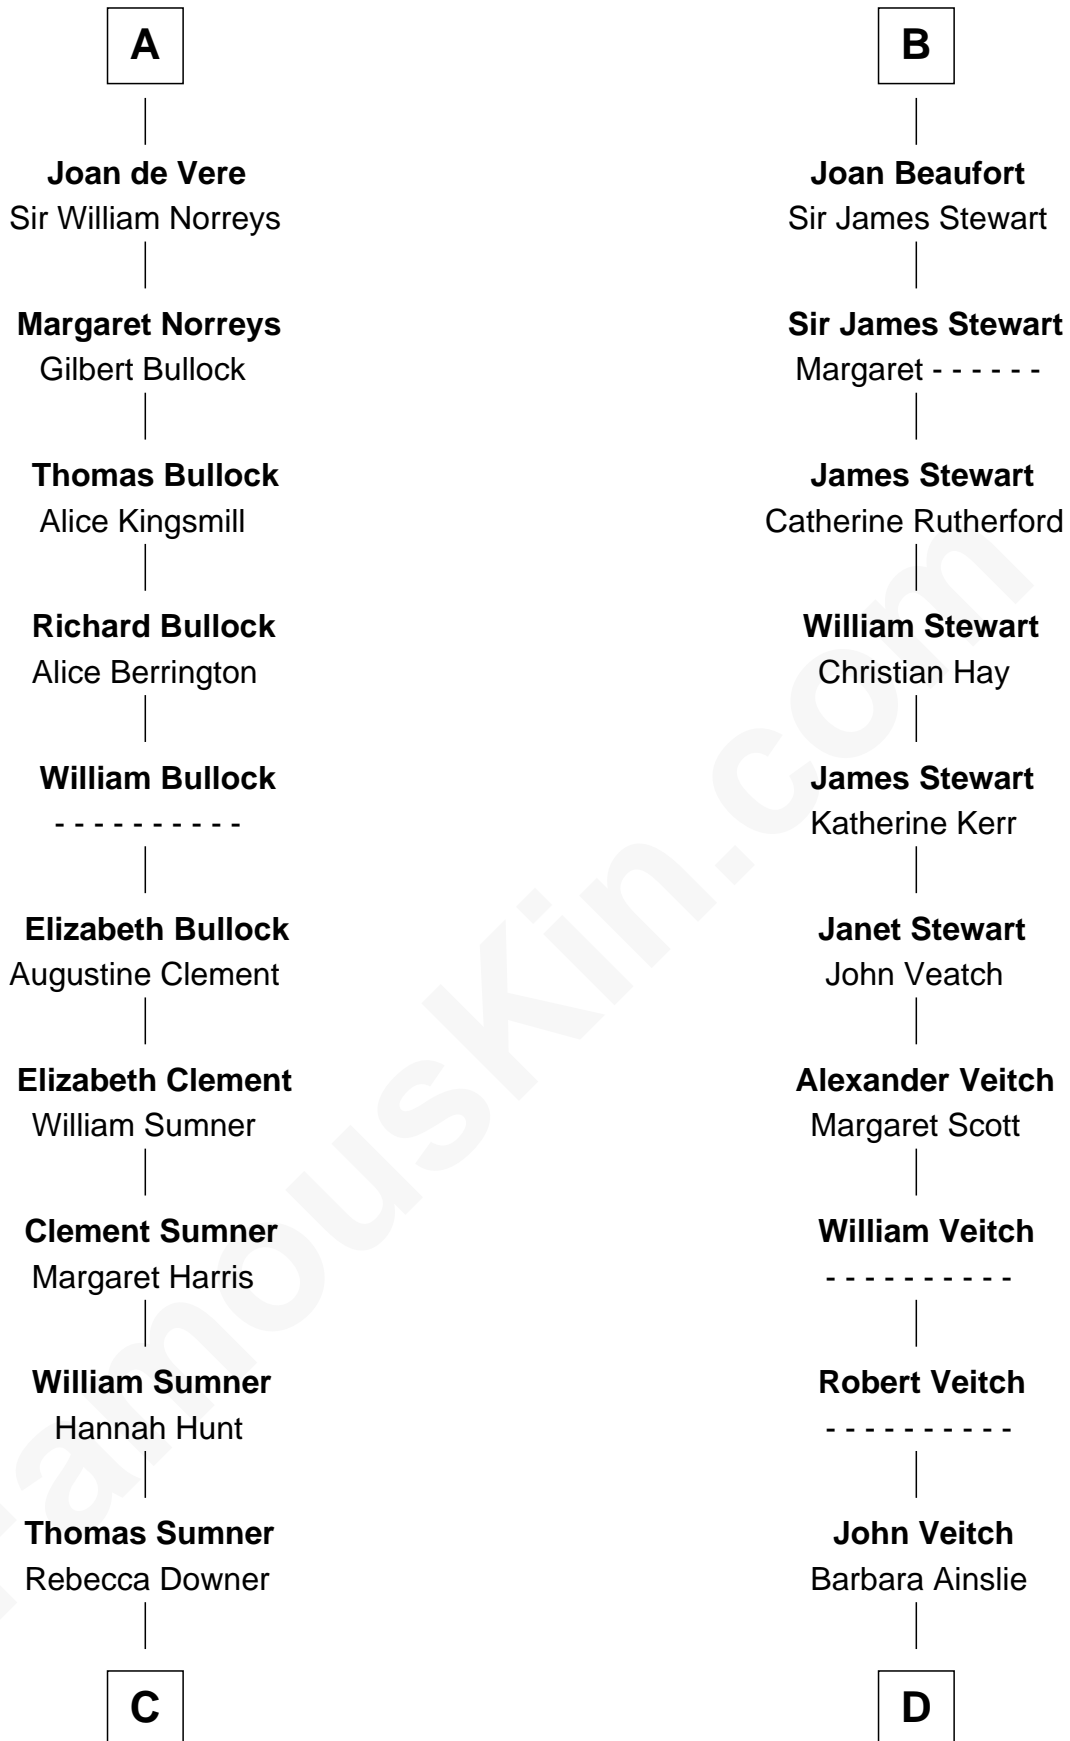 A
Joan de Vere
Sir William Norreys
Margaret Norreys
Gilbert Bullock
Thomas Bullock
Alice Kingsmill
Richard Bullock
Alice Berrington
William Bullock
- - - - - - - - - -
Elizabeth Bullock
Augustine Clement
Elizabeth Clement
William Sumner
Clement Sumner
Margaret Harris
William Sumner
Hannah Hunt
Thomas Sumner
Rebecca Downer
C
B
Joan Beaufort
Sir James Stewart
Sir James Stewart
Margaret - - - - - -
James Stewart
Catherine Rutherford
William Stewart
Christian Hay
James Stewart
Katherine Kerr
Janet Stewart
John Veatch
Alexander Veitch
Margaret Scott
William Veitch
- - - - - - - - - -
Robert Veitch
- - - - - - - - - -
John Veitch
Barbara Ainslie
D
FamousKin.com